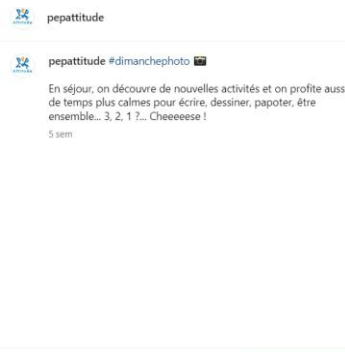 pepattitude
pepattitude #dimanchephoto 📷
En séjour, on découvre de nouvelles activités et on profite auss
de temps plus calmes pour écrire, dessiner, papoter, être
ensemble... 3, 2, 1 ?... Cheeeeese !
5 sem